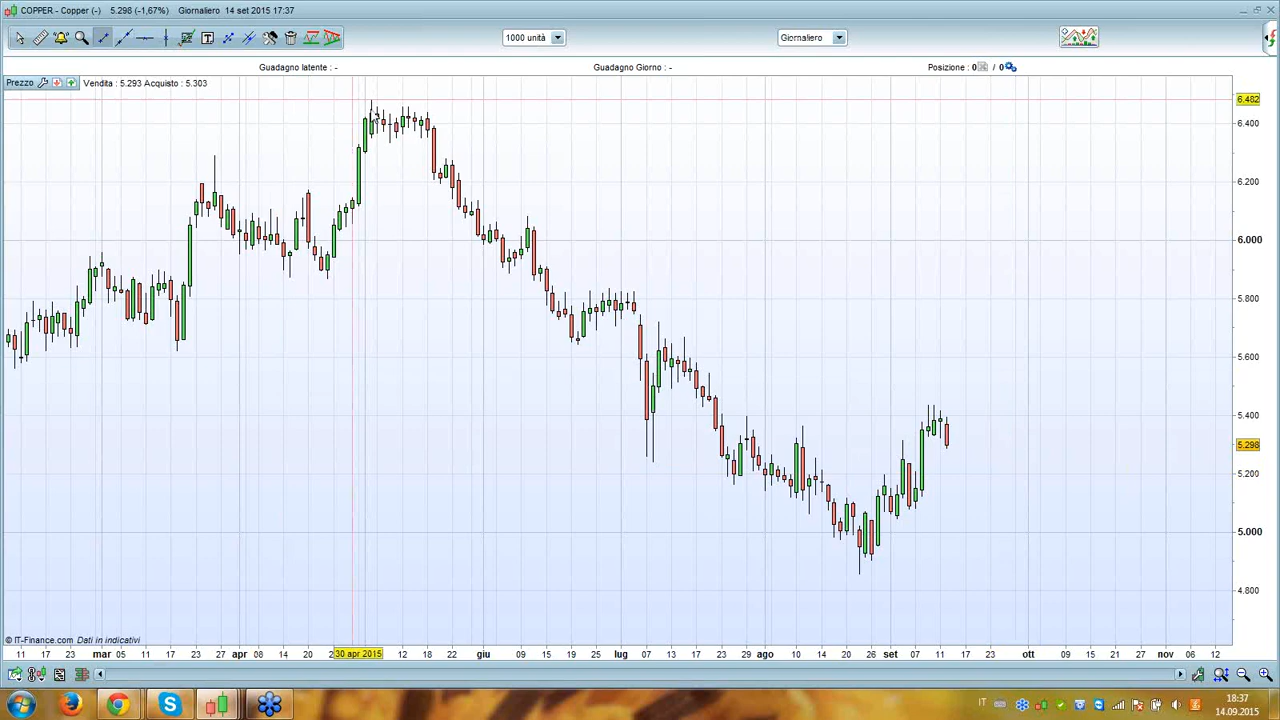 COPPER - Copper (-) 5.298 (-1,67%) Giornaliero 14 set 2015 17:37
1000 unità
Giornaliero
Guadagno latente : -
Guadagno Giorno : -
Posizione : 0 / 0
Prezzo
Vendita : 5.293 Acquisto : 5.303
6.482
6.400
6.200
6.000
5.800
5.600
5.400
5.298
5.200
5.000
4.800
© IT-Finance.com Dati in indicativi
11 17 23 mar 05 11 17 23 27 apr 08 14 20 2 30 apr.2015 12 18 22 giu 09 15 19 25 lug 07 13 17 23 29 ago 14 20 26 set 07 11 17 23 ott 09 15 21 27 nov 06 12
IT
18:37
14.09.2015